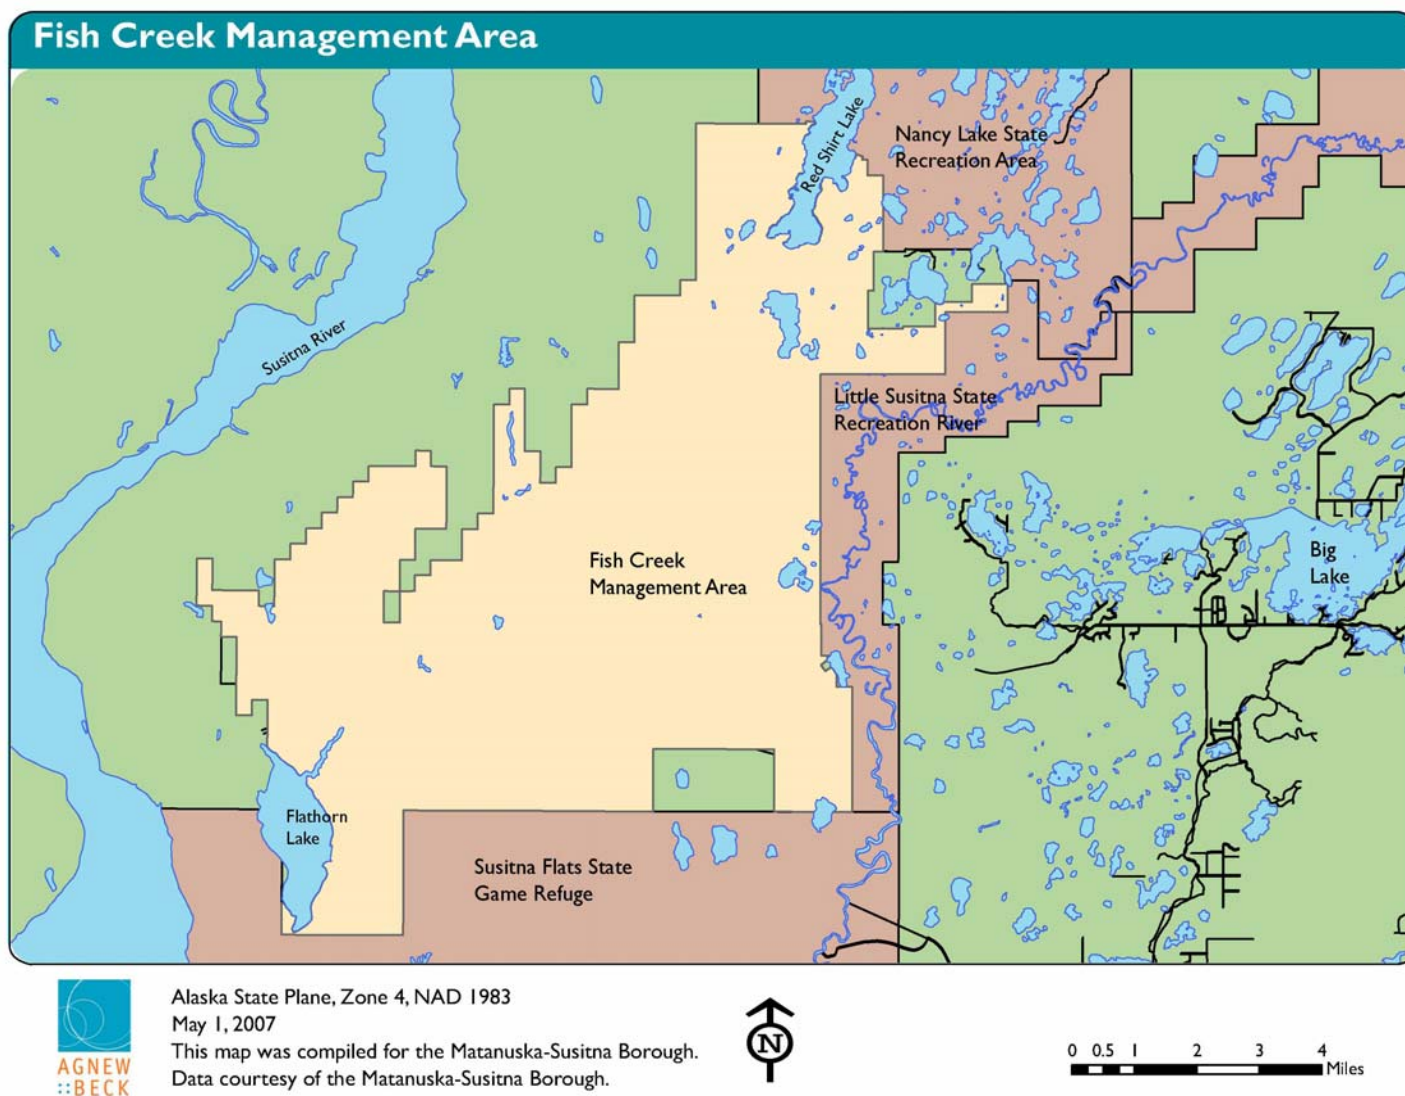 Fish Creek Management Area
Red Shirt Lake
Nancy Lake State
Recreation Area
Susitna River
Little Susitna State
Recreation River
Fish Creek
Management Area
Big
Lake
Flathorn
Lake
Susitna Flats State
Game Refuge
AGNEW
::BECK
Alaska State Plane, Zone 4, NAD 1983
May 1, 2007
This map was compiled for the Matanuska-Susitna Borough.
Data courtesy of the Matanuska-Susitna Borough.
N
0 0.5 1 2 3 4
Miles